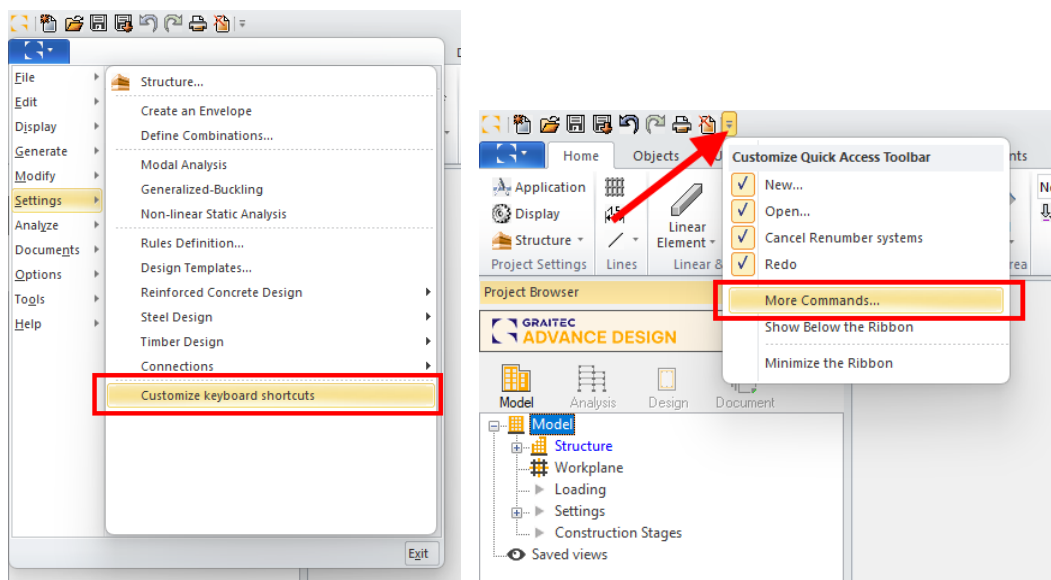 File
Edit
Display
Generate
Modify
Settings
Analyze
Documents
Options
Tools
Help
Structure...
Create an Envelope
Define Combinations...
Modal Analysis
Generalized-Buckling
Non-linear Static Analysis
Rules Definition...
Design Templates...
Reinforced Concrete Design
Steel Design
Timber Design
Connections
Customize keyboard shortcuts
Exit
Home
Objects
nts
Application
Display
Structure
Project Settings
Lines
Linear
Element
Linear &
rea
Customize Quick Access Toolbar
New...
Open...
Cancel Renumber systems
Redo
More Commands...
Show Below the Ribbon
Minimize the Ribbon
Project Browser
GRAITEC
ADVANCE DESIGN
Model
Analysis
Design
Document
Model
Structure
Workplane
Loading
Settings
Construction Stages
Saved views